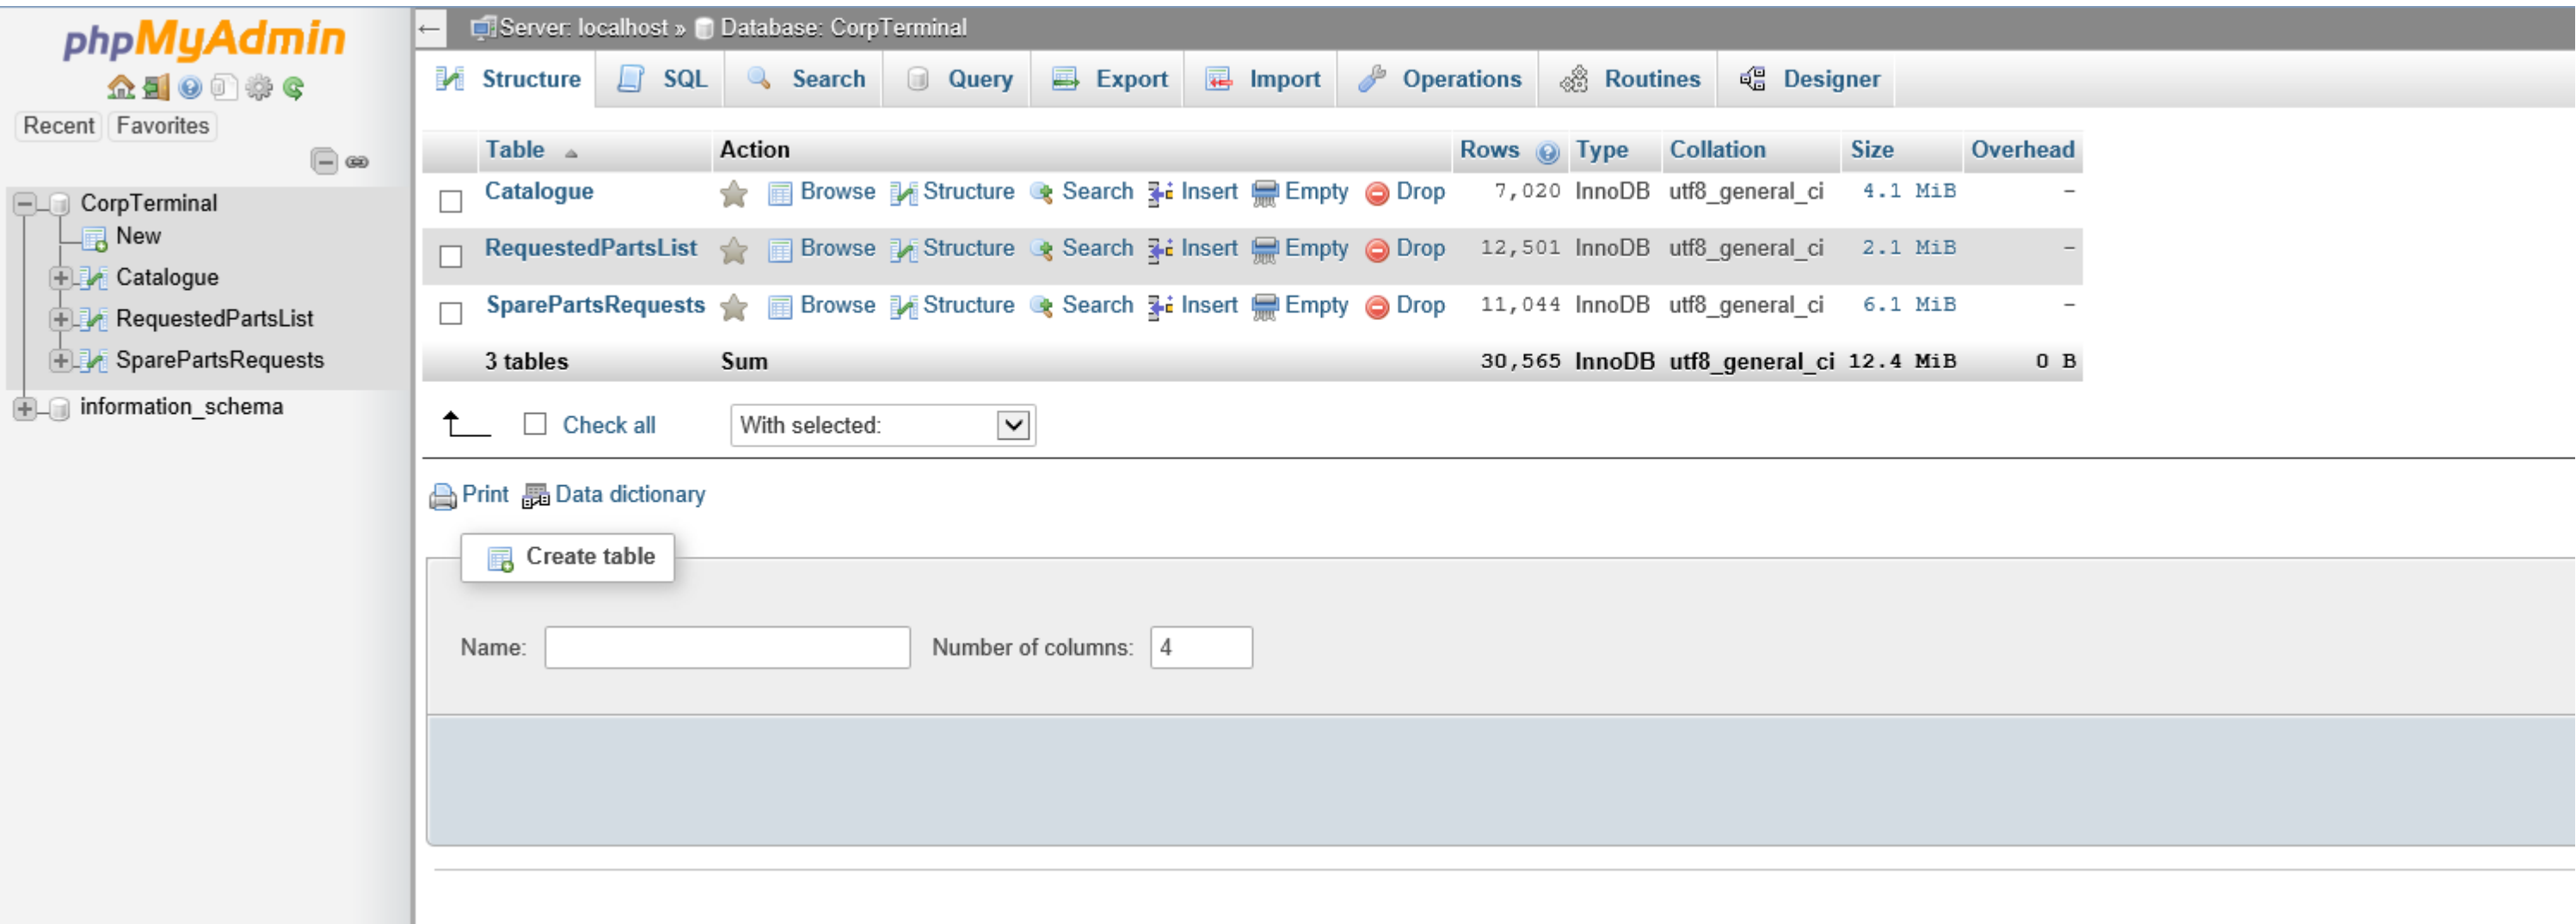 phpMyAdmin
Recent Favorites
CorpTerminal
New
Catalogue
RequestedPartsList
SparePartsRequests
information_schema
← Server: localhost » Database: CorpTerminal
Structure SQL Search Query Export Import Operations Routines Designer
Table Action Rows Type Collation Size Overhead
Catalogue Browse Structure Search Insert Empty Drop 7,020 InnoDB utf8_general_ci 4.1 MiB -
RequestedPartsList Browse Structure Search Insert Empty Drop 12,501 InnoDB utf8_general_ci 2.1 MiB -
SparePartsRequests Browse Structure Search Insert Empty Drop 11,044 InnoDB utf8_general_ci 6.1 MiB -
3 tables Sum 30,565 InnoDB utf8_general_ci 12.4 MiB 0 B
Check all With selected:
Print Data dictionary
Create table
Name: Number of columns: 4